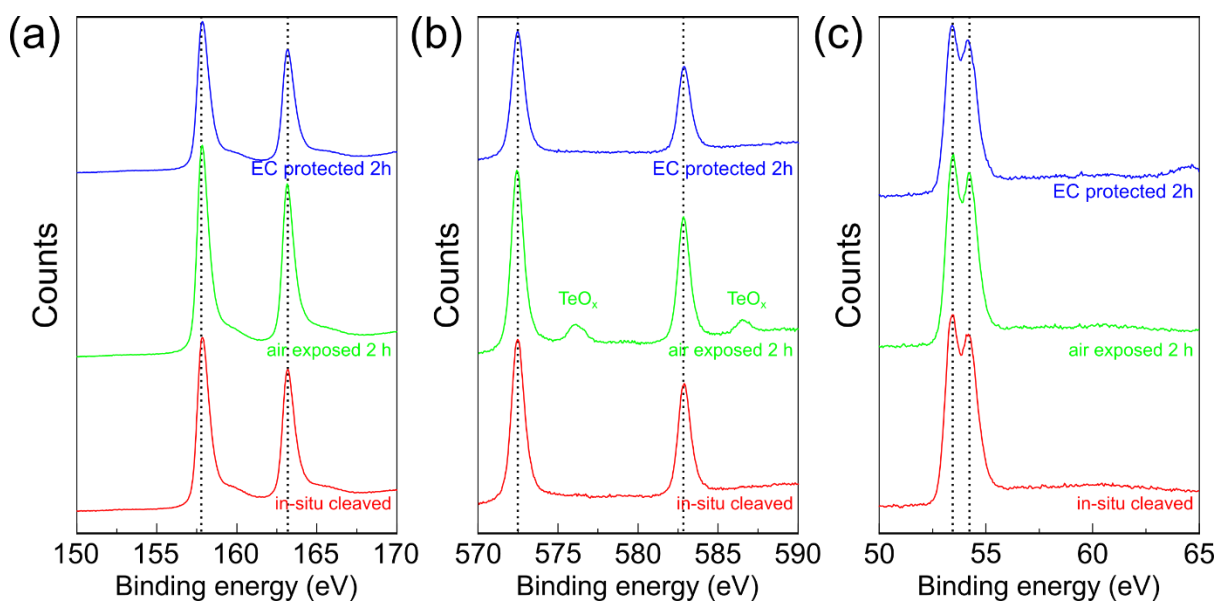 (a)
Counts
EC protected 2h
air exposed 2 h
in-situ cleaved
150 155 160 165 170
Binding energy (eV)
(b)
Counts
EC protected 2h
TeOₓ TeOₓ
air exposed 2 h
in-situ cleaved
570 575 580 585 590
Binding energy (eV)
(c)
Counts
EC protected 2h
air exposed 2 h
in-situ cleaved
50 55 60 65
Binding energy (eV)